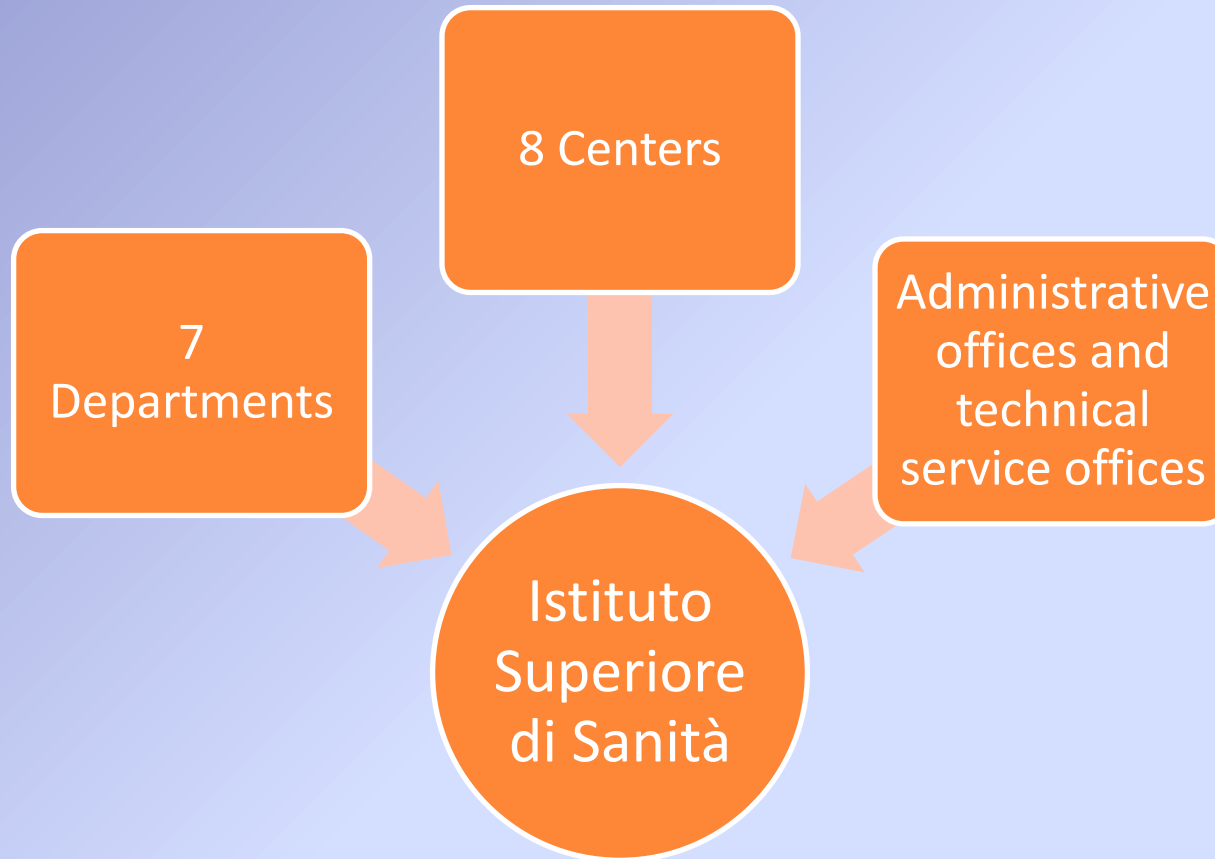 8 Centers
7
Departments
Administrative
offices and
technical
service offices
Istituto
Superiore
di Sanità